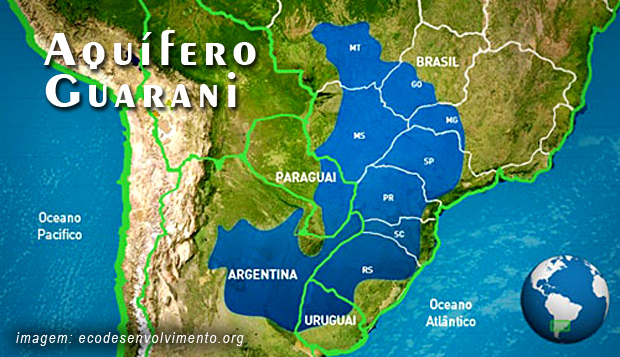 Aquífero
Guarani
MT
BRASIL
GO
MG
MS
SP
PARAGUAI
PR
Oceano
Pacifico
SC
RS
ARGENTINA
URUGUAI
Oceano
Atlântico
imagem: ecodesenvolvimento.org